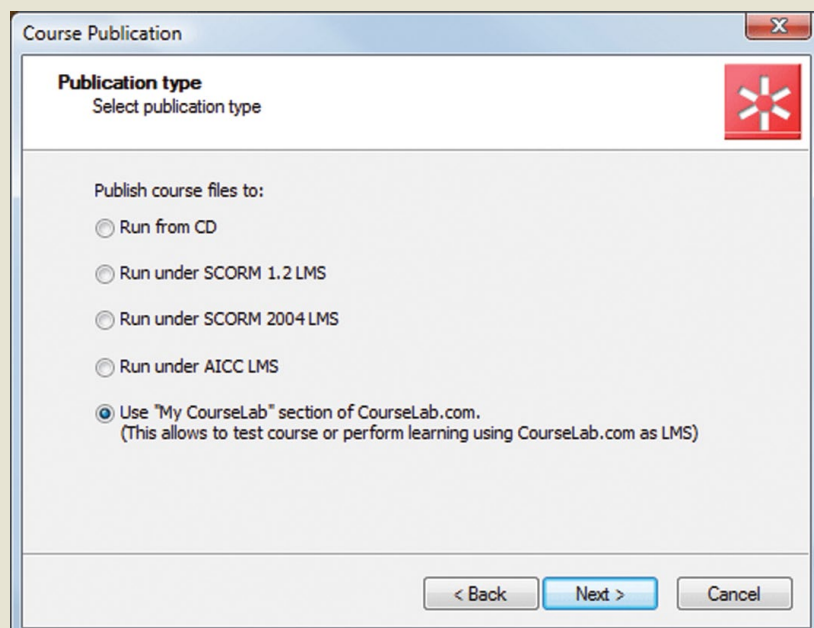 Course Publication
Publication type
Select publication type
Publish course files to:
Run from CD
Run under SCORM 1.2 LMS
Run under SCORM 2004 LMS
Run under AICC LMS
Use "My CourseLab" section of CourseLab.com.
(This allows to test course or perform learning using CourseLab.com as LMS)
< Back
Next >
Cancel